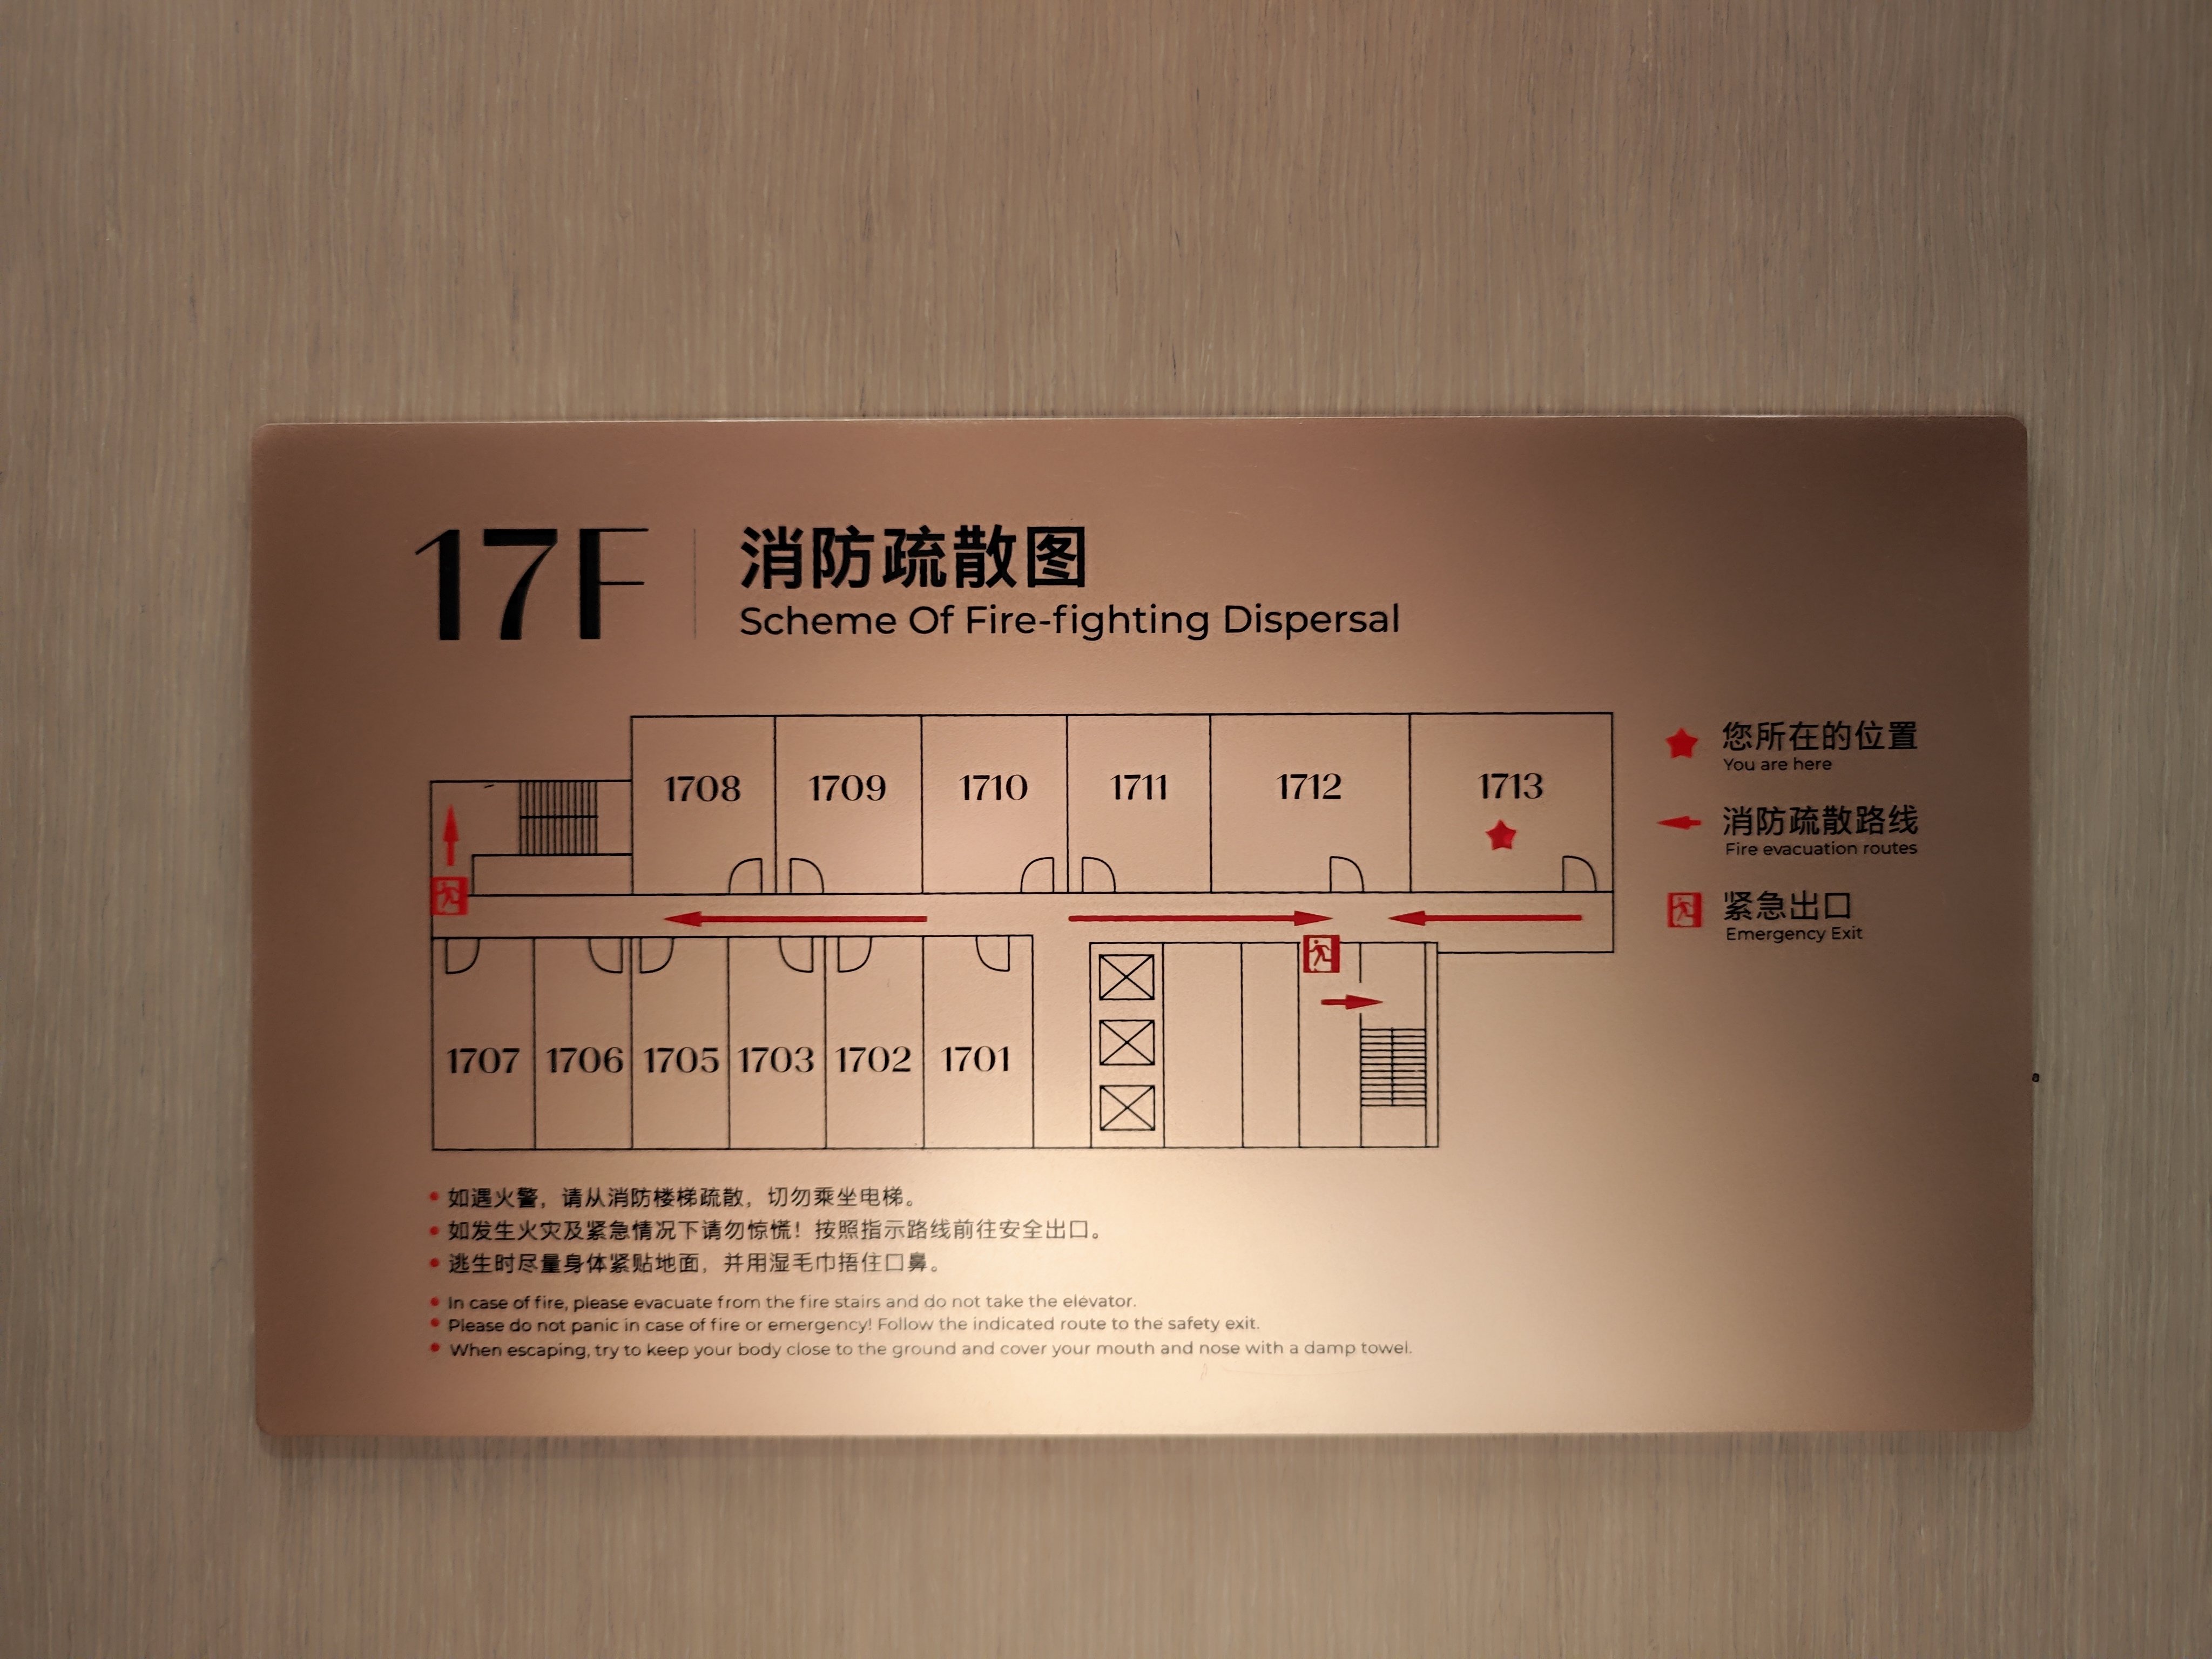 17F
消防疏散图
Scheme Of Fire-fighting Dispersal
1708 1709 1710 1711 1712 1713
您所在的位置
You are here
消防疏散路线
Fire evacuation routes
紧急出口
Emergency Exit
1707 1706 1705 1703 1702 1701
如遇火警，请从消防楼梯疏散，切勿乘坐电梯。
如发生火灾及紧急情况下请勿惊慌！按照指示路线前往安全出口。
逃生时尽量身体紧贴地面，并用湿毛巾捂住口鼻。
In case of fire, please evacuate from the fire stairs and do not take the elevator.
Please do not panic in case of fire or emergency! Follow the indicated route to the safety exit.
When escaping, try to keep your body close to the ground and cover your mouth and nose with a damp towel.